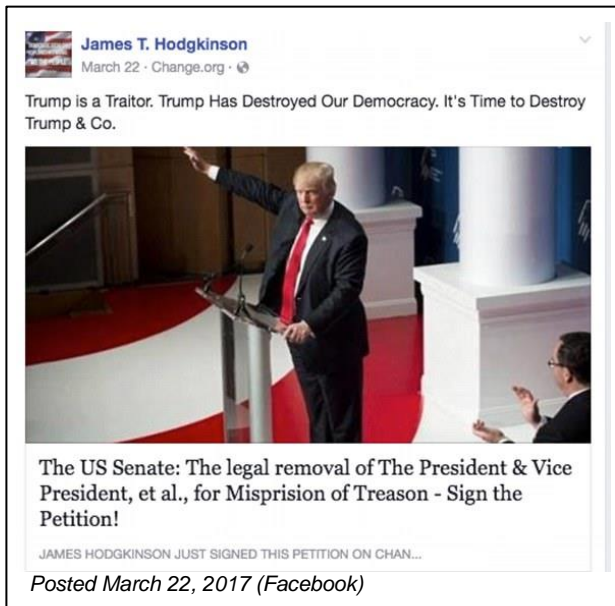 James T. Hodgkinson
March 22 · Change.org ·
Trump is a Traitor. Trump Has Destroyed Our Democracy. It's Time to Destroy
Trump & Co.
The US Senate: The legal removal of The President & Vice
President, et al., for Misprision of Treason - Sign the
Petition!
JAMES HODGKINSON JUST SIGNED THIS PETITION ON CHAN...
Posted March 22, 2017 (Facebook)